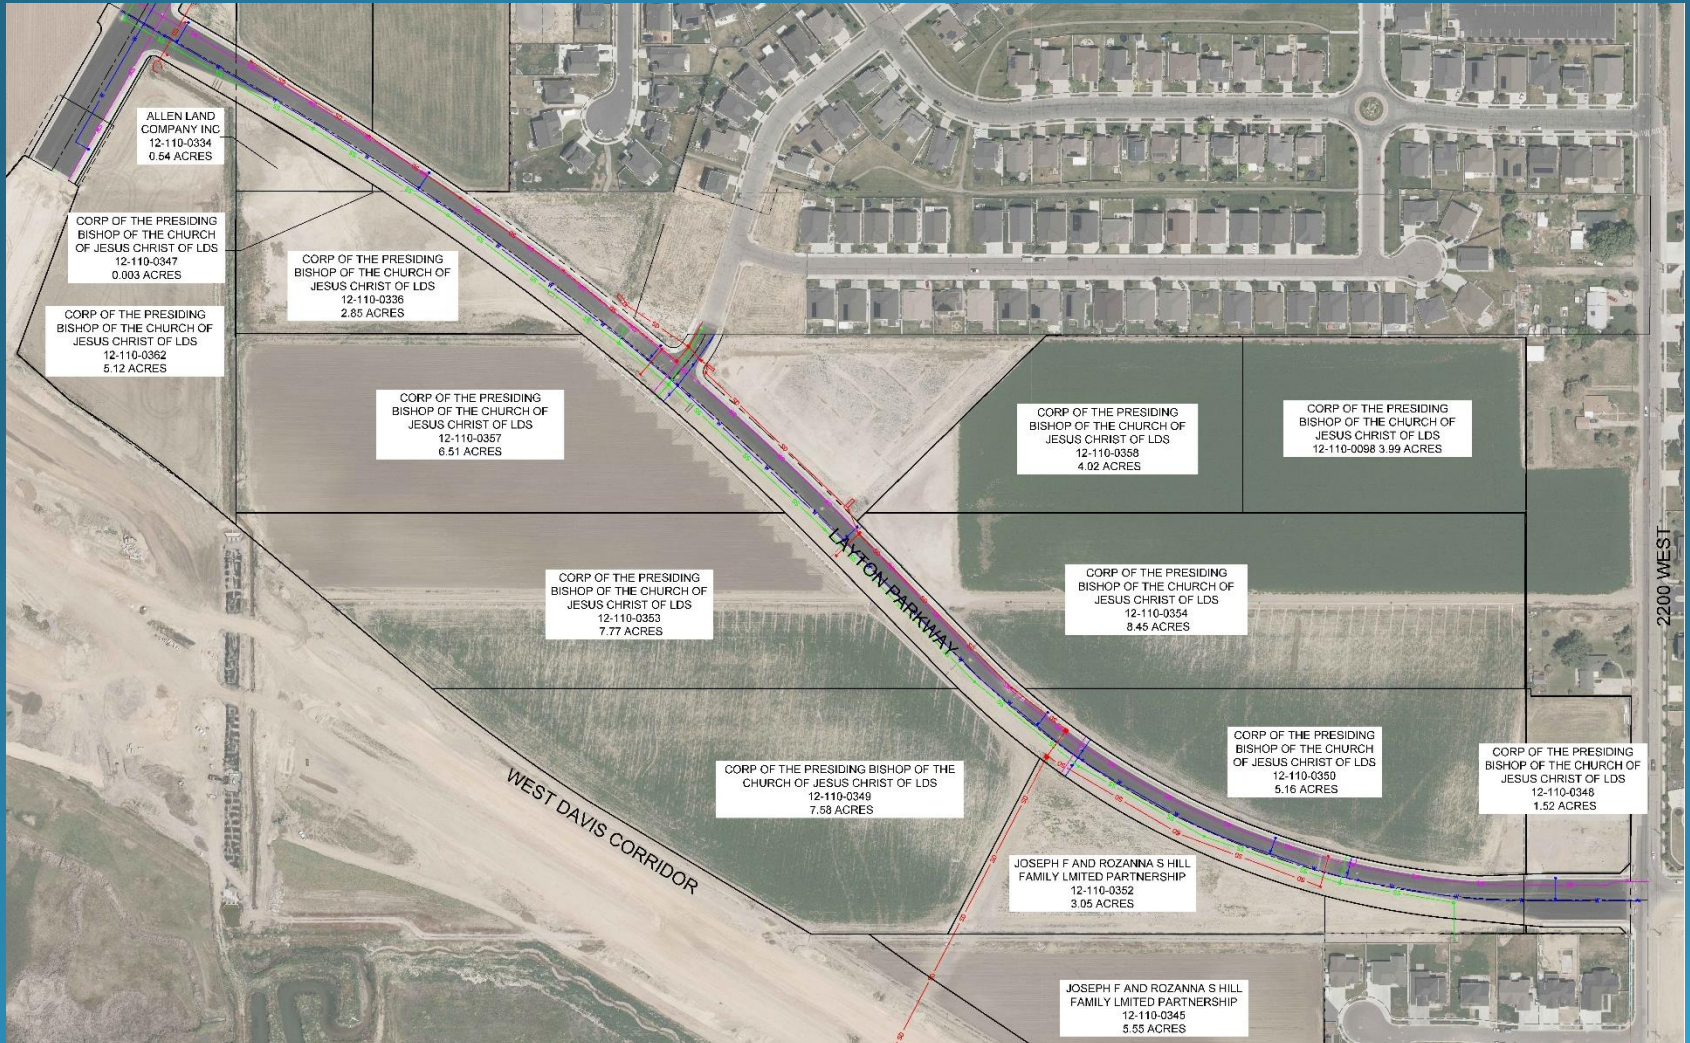 ALLEN LAND
COMPANY INC
12-110-0334
0.54 ACRES
CORP OF THE PRESIDING
BISHOP OF THE CHURCH
OF JESUS CHRIST OF LDS
12-110-0347
0.003 ACRES
CORP OF THE PRESIDING
BISHOP OF THE CHURCH OF
JESUS CHRIST OF LDS
12-110-0336
2.85 ACRES
CORP OF THE PRESIDING
BISHOP OF THE CHURCH OF
JESUS CHRIST OF LDS
12-110-0362
5.12 ACRES
CORP OF THE PRESIDING
BISHOP OF THE CHURCH OF
JESUS CHRIST OF LDS
12-110-0357
6.51 ACRES
CORP OF THE PRESIDING
BISHOP OF THE CHURCH OF
JESUS CHRIST OF LDS
12-110-0358
4.02 ACRES
CORP OF THE PRESIDING
BISHOP OF THE CHURCH OF
JESUS CHRIST OF LDS
12-110-0098 3.99 ACRES
LAYTON PARKWAY
2200 WEST
CORP OF THE PRESIDING
BISHOP OF THE CHURCH OF
JESUS CHRIST OF LDS
12-110-0353
7.77 ACRES
CORP OF THE PRESIDING
BISHOP OF THE CHURCH OF
JESUS CHRIST OF LDS
12-110-0354
8.45 ACRES
CORP OF THE PRESIDING BISHOP OF THE
CHURCH OF JESUS CHRIST OF LDS
12-110-0349
7.58 ACRES
CORP OF THE PRESIDING
BISHOP OF THE CHURCH
OF JESUS CHRIST OF LDS
12-110-0350
5.16 ACRES
CORP OF THE PRESIDING
BISHOP OF THE CHURCH OF
JESUS CHRIST OF LDS
12-110-0348
1.52 ACRES
WEST DAVIS CORRIDOR
JOSEPH F AND ROZANNA S HILL
FAMILY LMITED PARTNERSHIP
12-110-0352
3.05 ACRES
JOSEPH F AND ROZANNA S HILL
FAMILY LMITED PARTNERSHIP
12-110-0345
5.55 ACRES